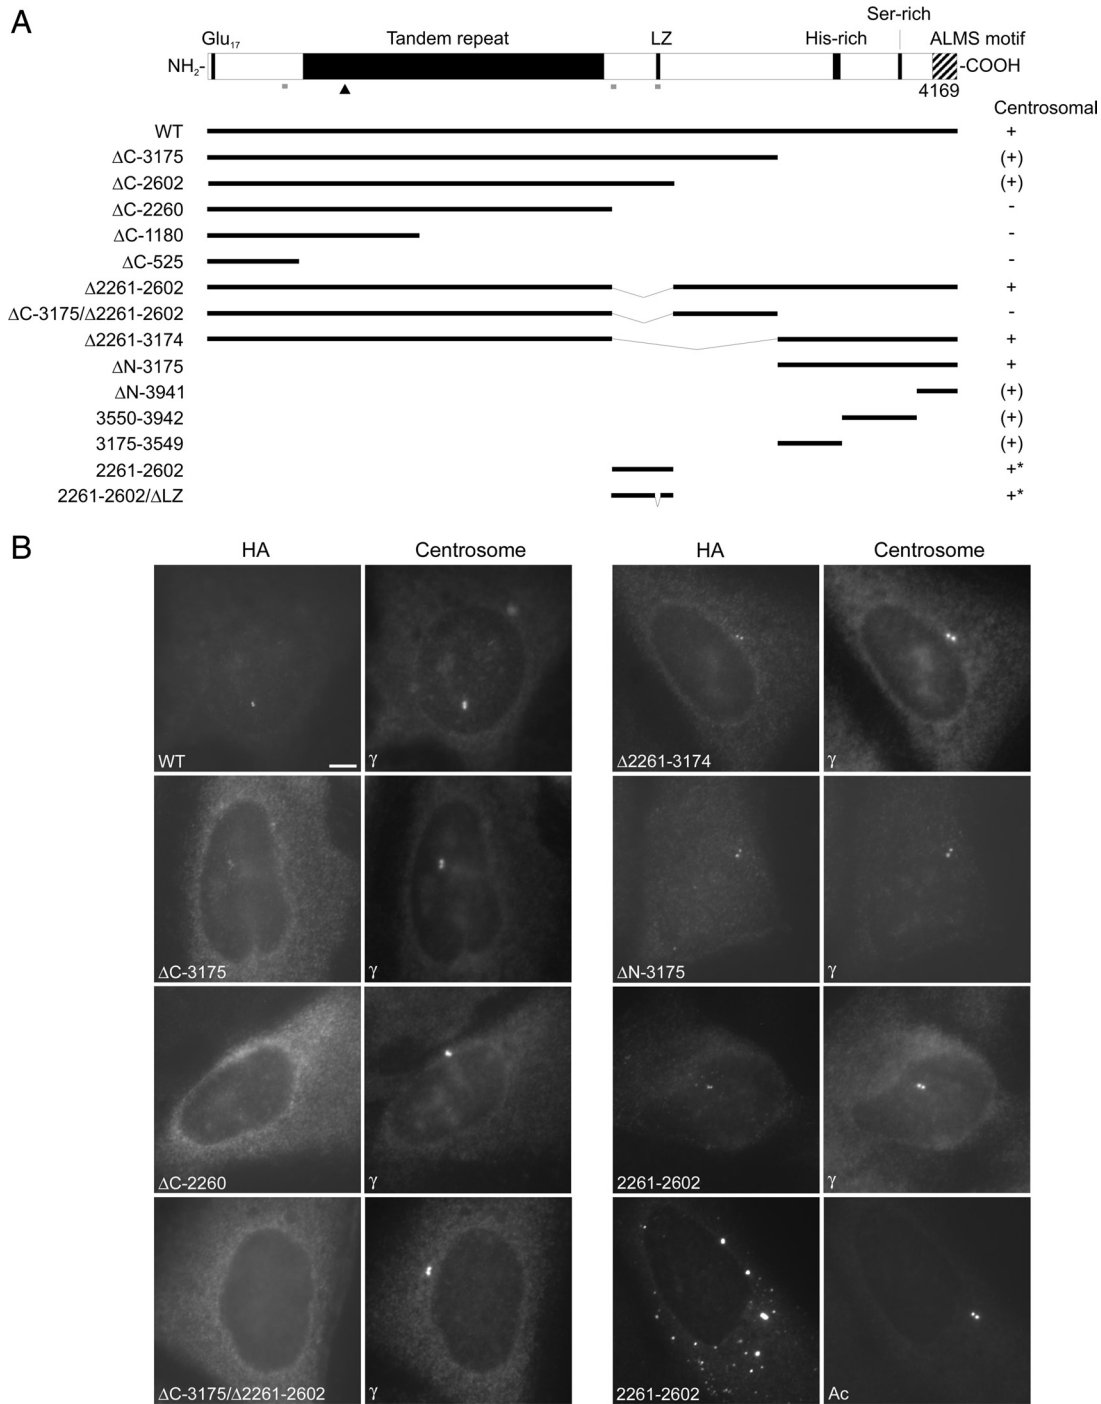 A
Ser-rich
Glu17 Tandem repeat LZ His-rich ALMS motif
NH2- -COOH
4169
Centrosomal
WT +
ΔC-3175 (+)
ΔC-2602 (+)
ΔC-2260 -
ΔC-1180 -
ΔC-525 -
Δ2261-2602 +
ΔC-3175/Δ2261-2602 -
Δ2261-3174 +
ΔN-3175 +
ΔN-3941 (+)
3550-3942 (+)
3175-3549 (+)
2261-2602 +*
2261-2602/ΔLZ +*
B
HA Centrosome HA Centrosome
WT γ Δ2261-3174 γ
ΔC-3175 γ ΔN-3175 γ
ΔC-2260 γ 2261-2602 γ
ΔC-3175/Δ2261-2602 γ 2261-2602 Ac